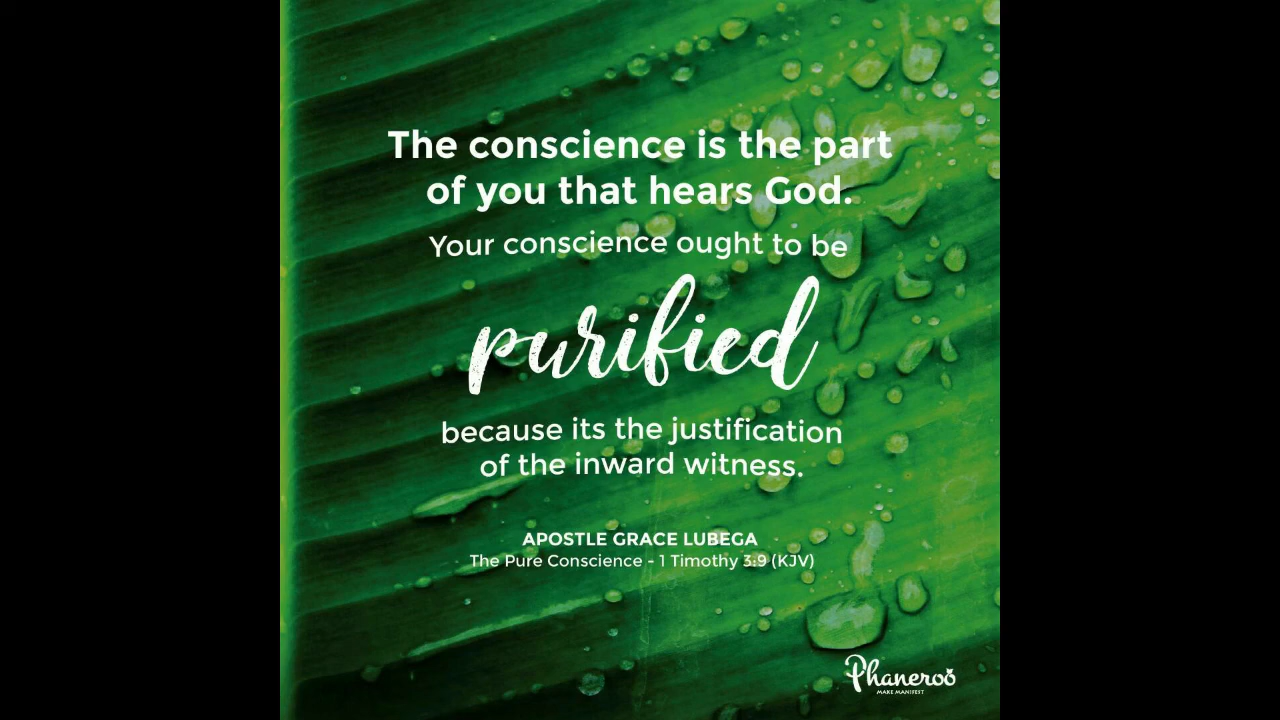 The conscience is the part
of you that hears God.
Your conscience ought to be
purified
because its the justification
of the inward witness.
APOSTLE GRACE LUBEGA
The Pure Conscience - 1 Timothy 3:9 (KJV)
Phaneroo
MAKE MANIFEST